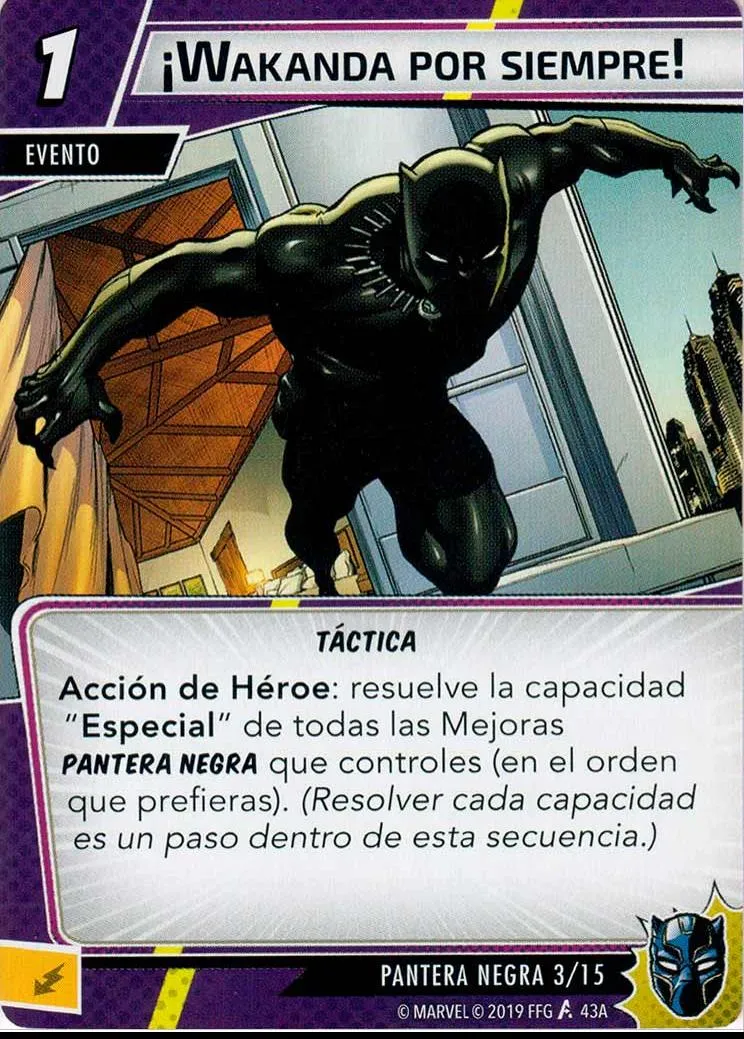 1
¡WAKANDA POR SIEMPRE!
EVENTO
TÁCTICA
Acción de Héroe: resuelve la capacidad
"Especial" de todas las Mejoras
PANTERA NEGRA que controles (en el orden
que prefieras). (Resolver cada capacidad
es un paso dentro de esta secuencia.)
PANTERA NEGRA 3/15
© MARVEL © 2019 FFG 43A